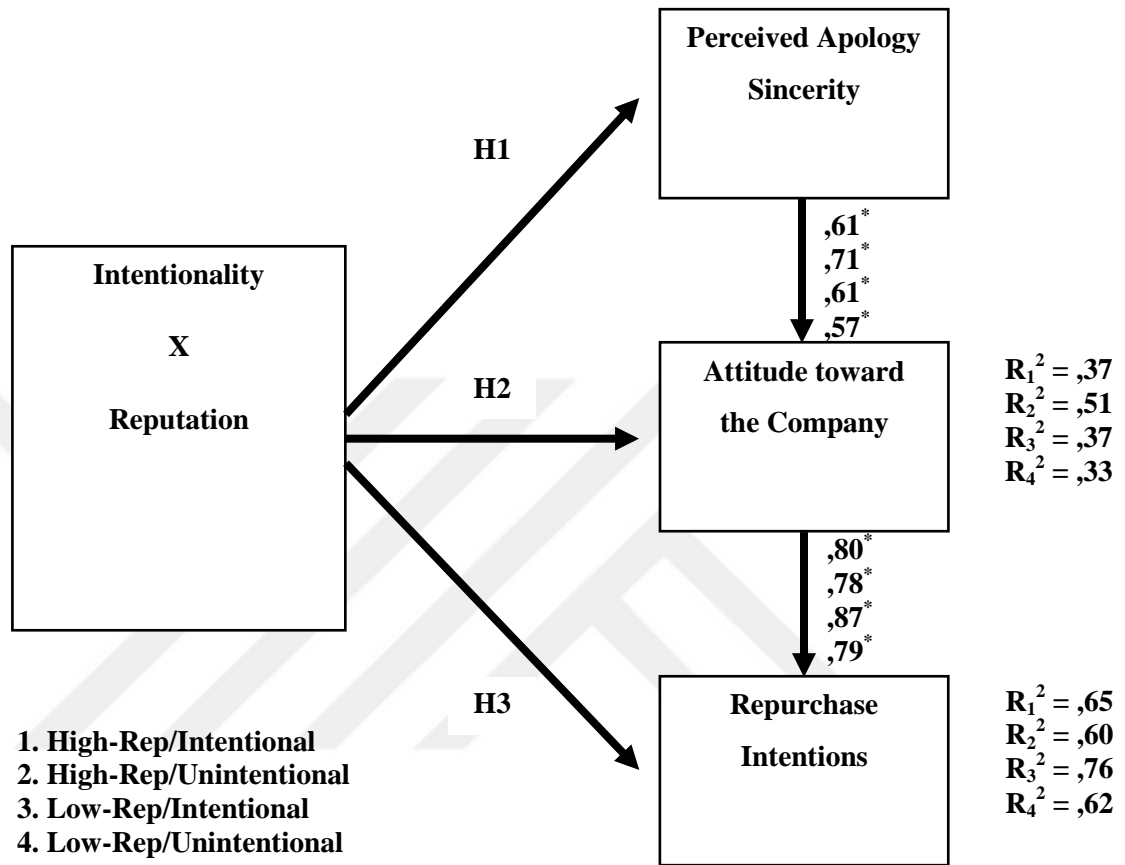 Perceived Apology
Sincerity
H1
,61*
,71*
,61*
,57*
Intentionality
X
Reputation
H2
Attitude toward
the Company
R₁² = ,37
R₂² = ,51
R₃² = ,37
R₄² = ,33
,80*
,78*
,87*
,79*
H3
Repurchase
Intentions
R₁² = ,65
R₂² = ,60
R₃² = ,76
R₄² = ,62
1. High-Rep/Intentional
2. High-Rep/Unintentional
3. Low-Rep/Intentional
4. Low-Rep/Unintentional